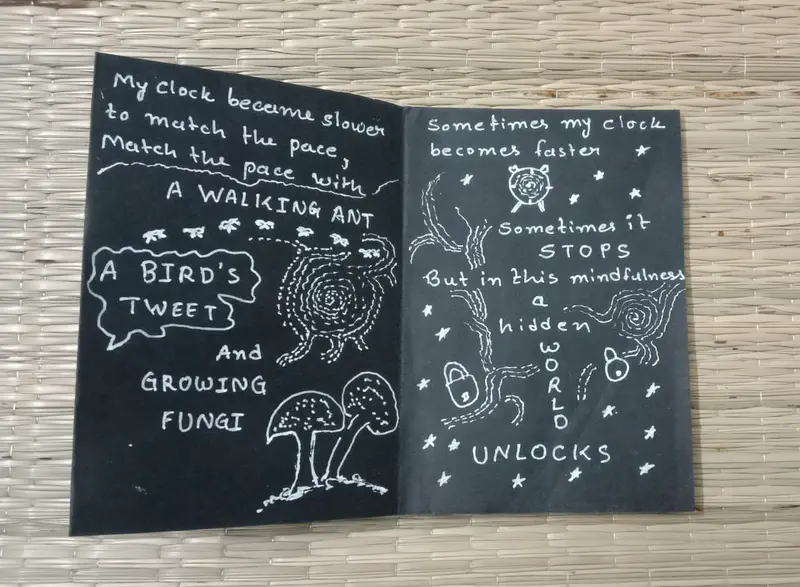 My clock became slower
to match the pace,
Match the pace with
A WALKING ANT
A BIRD'S
TWEET
And
GROWING
FUNGI
Sometimes my clock
becomes faster
Sometimes it
STOPS
But in this mindfulness
a
hidden
W
O
R
L
D
UNLOCKS